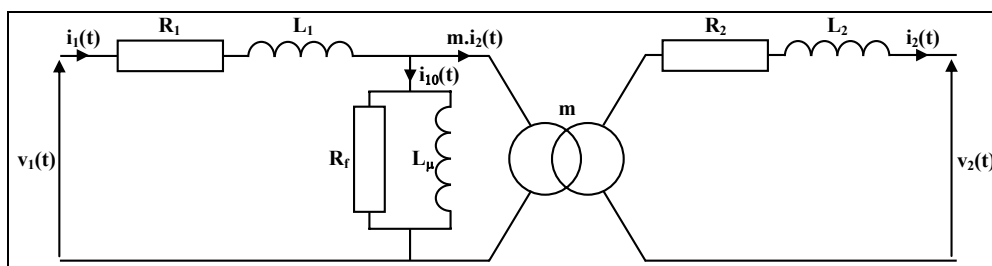 i₁(t) R₁ L₁ m.i₂(t) R₂ L₂ i₂(t)
i₁₀(t)
m
v₁(t) R_f L_μ v₂(t)